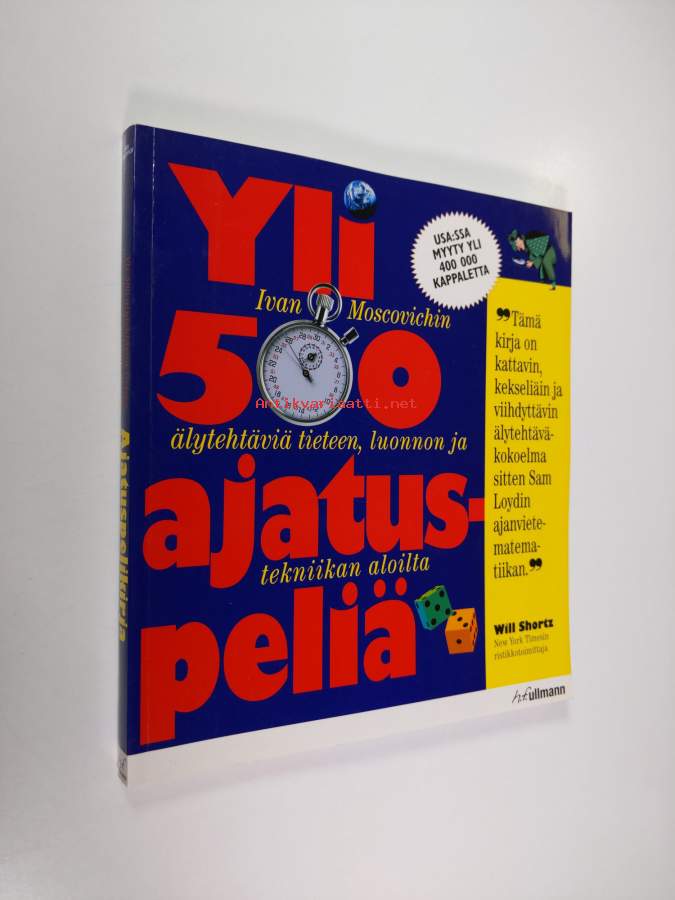 Yli
Ivan Moscovichin
500
älytehtäviä tieteen, luonnon ja
ajatus-
tekniikan aloilta
peliä
USA:SSA
MYYTY YLI
400 000
KAPPALETTA
"Tämä
kirja on
kattavin,
kekseliäin ja
viihdyttävin
älytehtävä-
kokoelma
sitten Sam
Loydin
ajanviete-
matema-
tiikan."
Will Shortz
New York Timesin
ristikkotoimittaja
h.f.ullmann
Ajatuspelikirja
Antikvariaatti.net